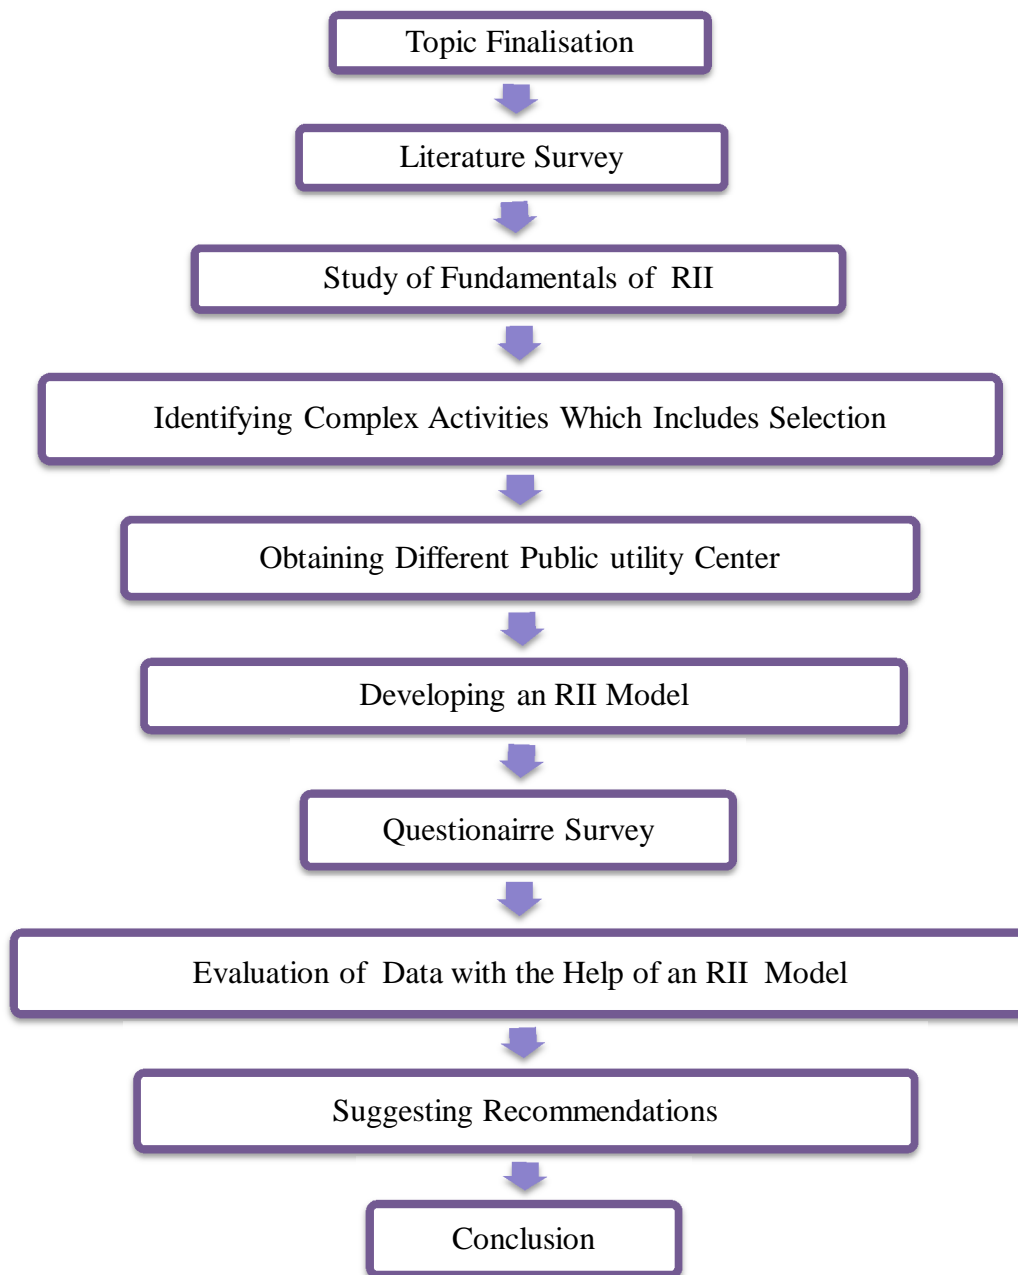 Topic Finalisation
Literature Survey
Study of Fundamentals of RII
Identifying Complex Activities Which Includes Selection
Obtaining Different Public utility Center
Developing an RII Model
Questionairre Survey
Evaluation of Data with the Help of an RII Model
Suggesting Recommendations
Conclusion